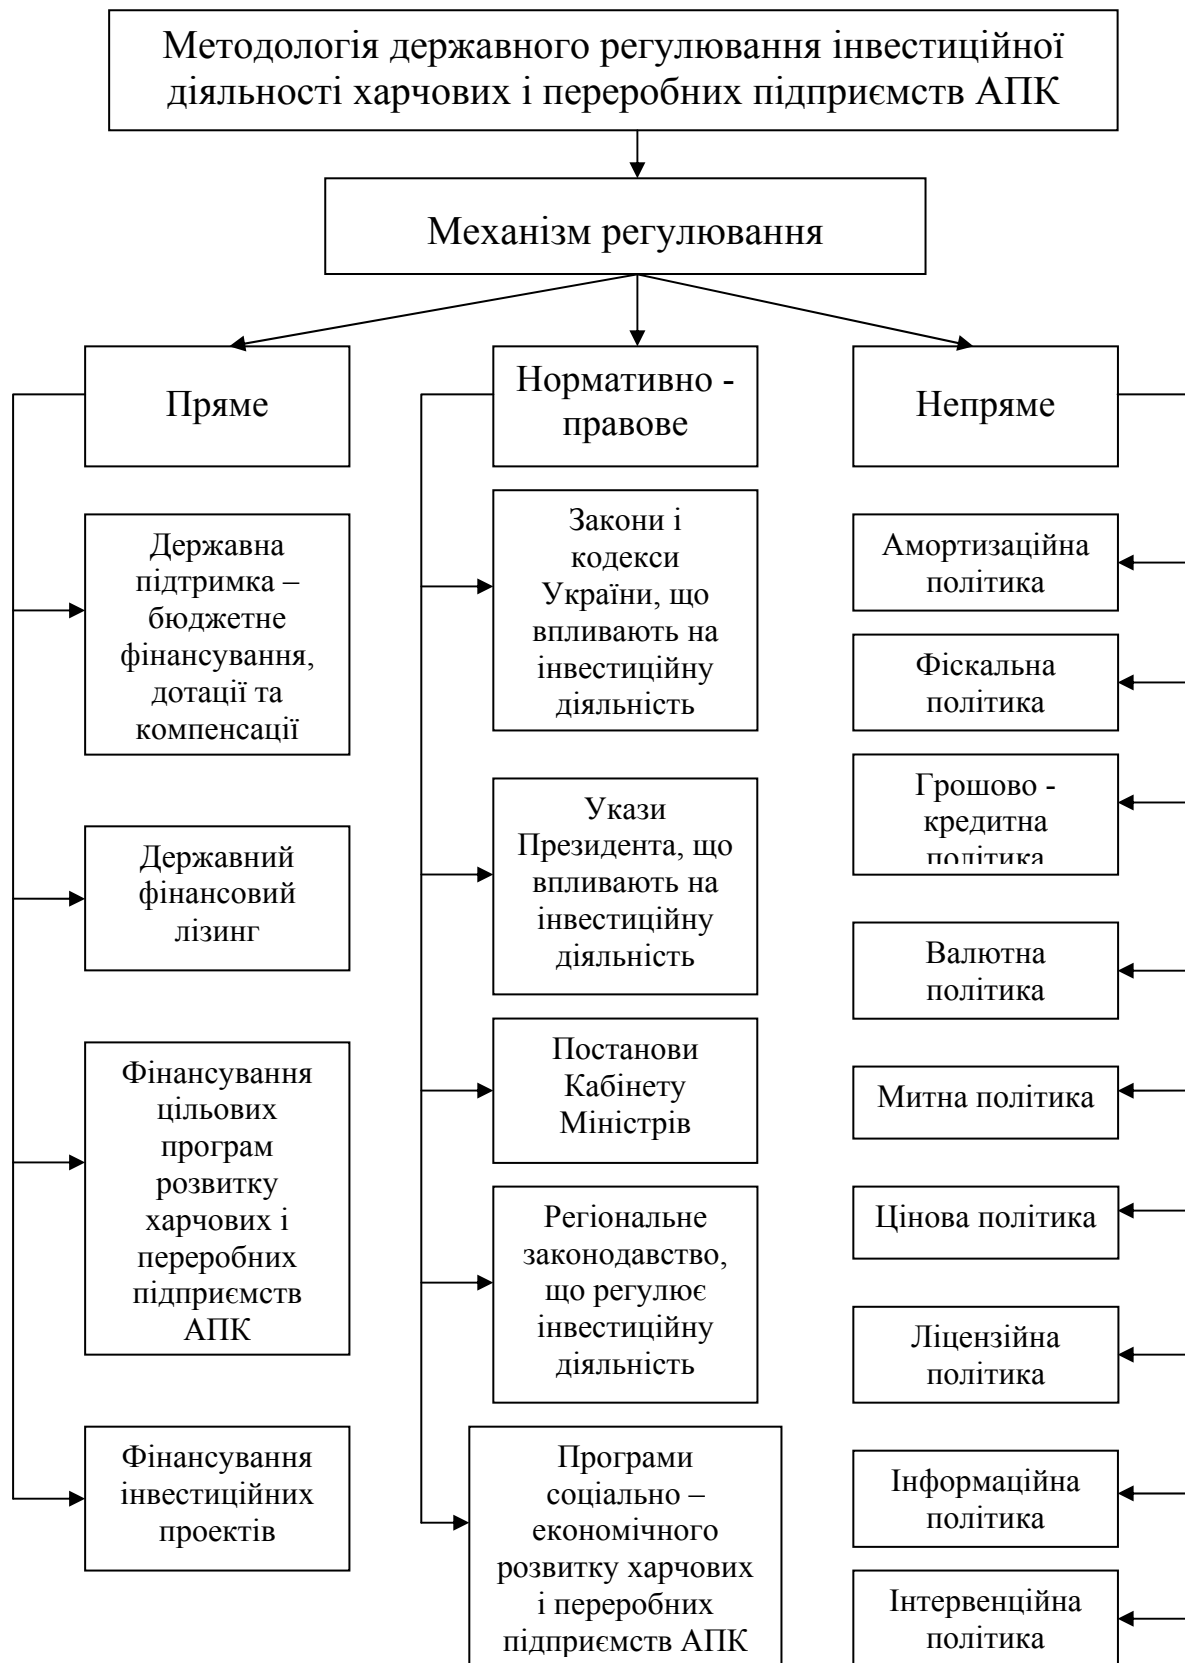 Методологія державного регулювання інвестиційної
діяльності харчових і переробних підприємств АПК
Механізм регулювання
Пряме
Нормативно -
правове
Непряме
Державна
підтримка –
бюджетне
фінансування,
дотації та
компенсації
Державний
фінансовий
лізинг
Фінансування
цільових
програм
розвитку
харчових і
переробних
підприємств
АПК
Фінансування
інвестиційних
проектів
Закони і
кодекси
України, що
впливають на
інвестиційну
діяльність
Укази
Президента, що
впливають на
інвестиційну
діяльність
Постанови
Кабінету
Міністрів
Регіональне
законодавство,
що регулює
інвестиційну
діяльність
Програми
соціально –
економічного
розвитку харчових
і переробних
підприємств АПК
Амортизаційна
політика
Фіскальна
політика
Грошово -
кредитна
політика
Валютна
політика
Митна політика
Цінова політика
Ліцензійна
політика
Інформаційна
політика
Інтервенційна
політика